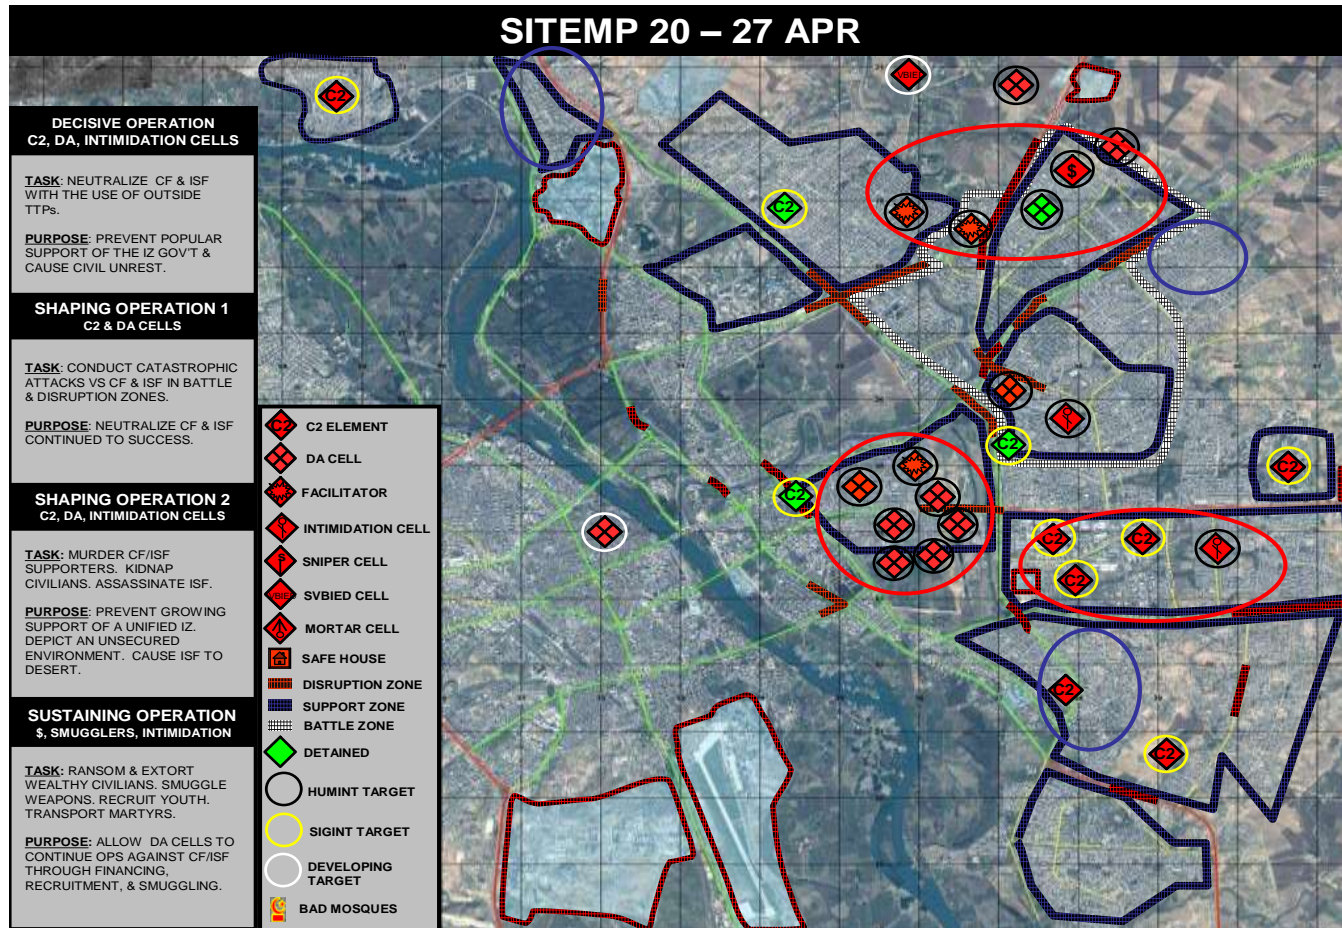 SITEMP 20 – 27 APR
DECISIVE OPERATION
C2, DA, INTIMIDATION CELLS
TASK: NEUTRALIZE CF & ISF
WITH THE USE OF OUTSIDE
TTPs.
PURPOSE: PREVENT POPULAR
SUPPORT OF THE IZ GOV'T &
CAUSE CIVIL UNREST.
SHAPING OPERATION 1
C2 & DA CELLS
TASK: CONDUCT CATASTROPHIC
ATTACKS VS CF & ISF IN BATTLE
& DISRUPTION ZONES.
PURPOSE: NEUTRALIZE CF & ISF
CONTINUED TO SUCCESS.
SHAPING OPERATION 2
C2, DA, INTIMIDATION CELLS
TASK: MURDER CF/ISF
SUPPORTERS. KIDNAP
CIVILIANS. ASSASSINATE ISF.
PURPOSE: PREVENT GROWING
SUPPORT OF A UNIFIED IZ.
DEPICT AN UNSECURED
ENVIRONMENT. CAUSE ISF TO
DESERT.
SUSTAINING OPERATION
$, SMUGGLERS, INTIMIDATION
TASK: RANSOM & EXTORT
WEALTHY CIVILIANS. SMUGGLE
WEAPONS. RECRUIT YOUTH.
TRANSPORT MARTYRS.
PURPOSE: ALLOW DA CELLS TO
CONTINUE OPS AGAINST CF/ISF
THROUGH FINANCING,
RECRUITMENT, & SMUGGLING.
C2 C2 ELEMENT
DA CELL
FACILITATOR
INTIMIDATION CELL
SNIPER CELL
SVBIED CELL
MORTAR CELL
SAFE HOUSE
DISRUPTION ZONE
SUPPORT ZONE
BATTLE ZONE
DETAINED
HUMINT TARGET
SIGINT TARGET
DEVELOPING
TARGET
BAD MOSQUES
VBIED
C2
$
C2
C2
C2
C2
C2
C2
C2
C2
C2